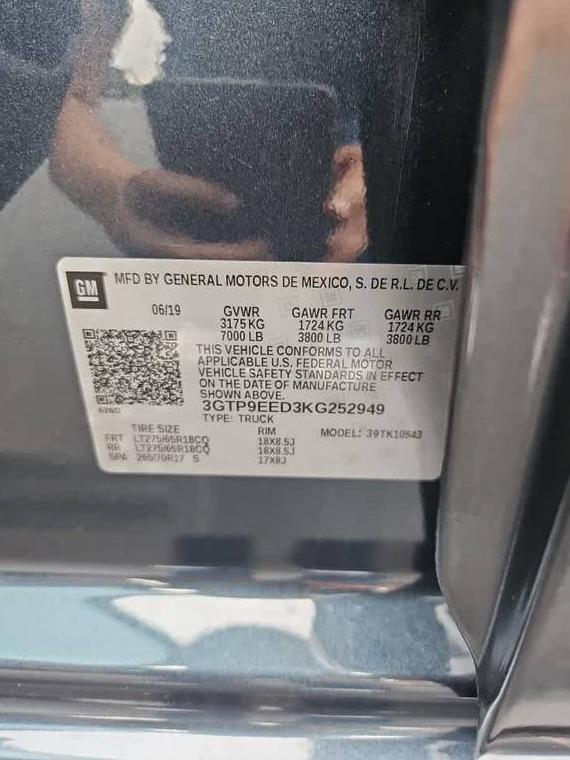 GM MFD BY GENERAL MOTORS DE MEXICO, S. DE R.L. DE C.V.
06/19 GVWR GAWR FRT GAWR RR
3175 KG 1724 KG 1724 KG
7000 LB 3800 LB 3800 LB
THIS VEHICLE CONFORMS TO ALL
APPLICABLE U.S. FEDERAL MOTOR
VEHICLE SAFETY STANDARDS IN EFFECT
ON THE DATE OF MANUFACTURE
SHOWN ABOVE.
3GTP9EED3KG252949
TYPE: TRUCK
TIRE SIZE RIM MODEL: 39TK10543
FRT LT275/65R18CQ 18X8.5J
RR LT275/65R18CQ 18X8.5J
SPA 265/70R17 S 17X8J